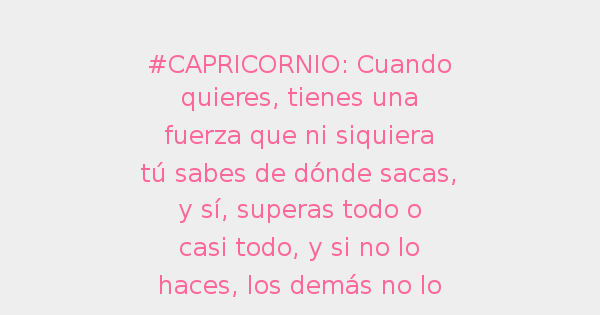 #CAPRICORNIO: Cuando
quieres, tienes una
fuerza que ni siquiera
tú sabes de dónde sacas,
y sí, superas todo o
casi todo, y si no lo
haces, los demás no lo